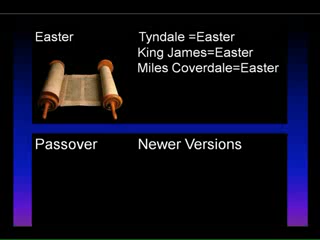 Easter Tyndale =Easter
King James=Easter
Miles Coverdale=Easter
Passover Newer Versions